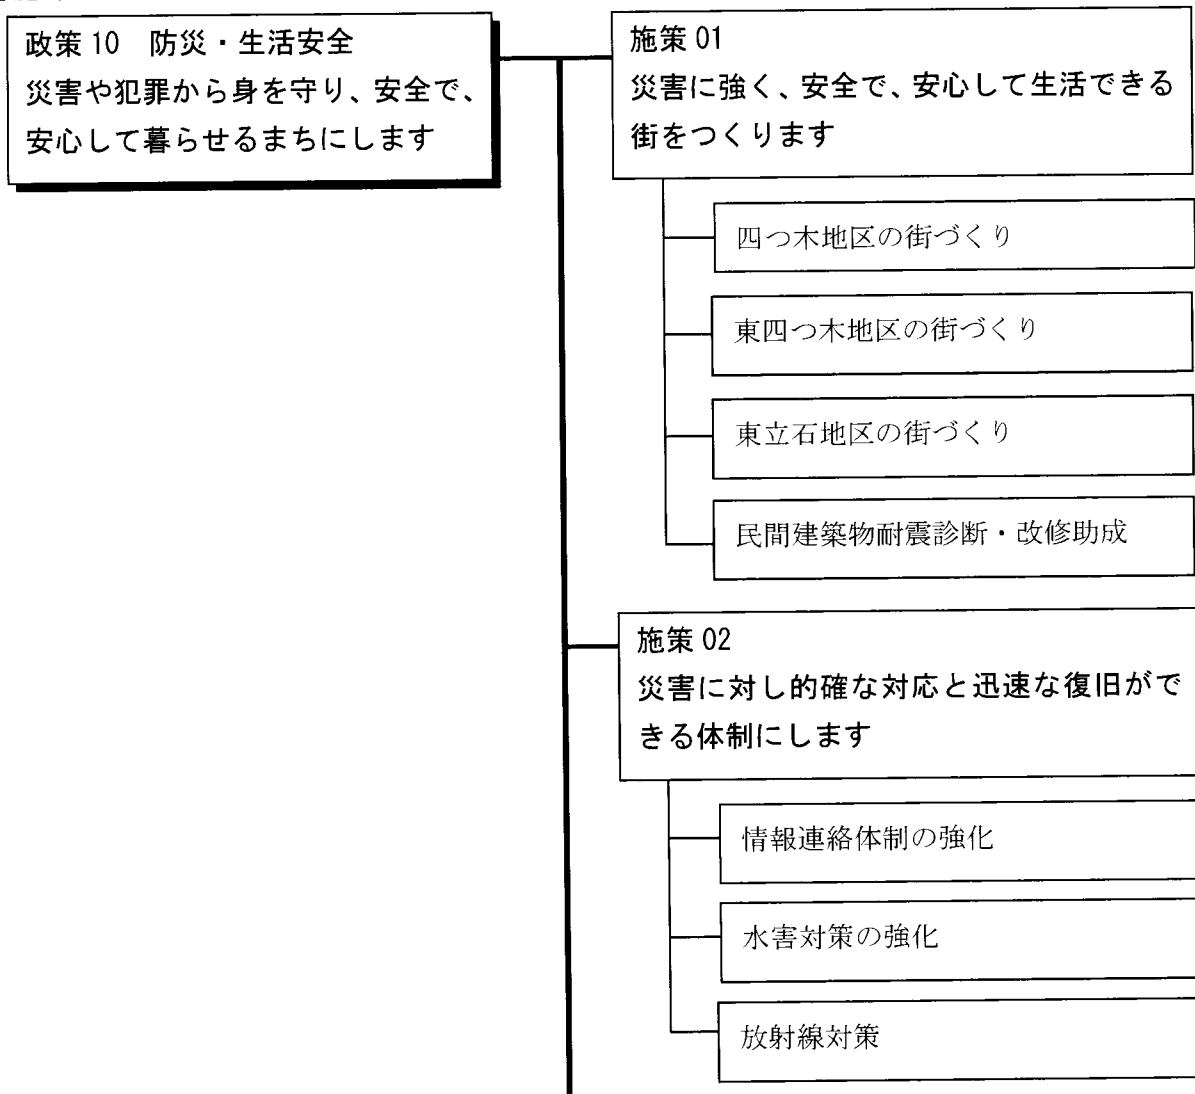 政策 10　防災・生活安全
災害や犯罪から身を守り、安全で、
安心して暮らせるまちにします
施策 01
災害に強く、安全で、安心して生活できる
街をつくります
四つ木地区の街づくり
東四つ木地区の街づくり
東立石地区の街づくり
民間建築物耐震診断・改修助成
施策 02
災害に対し的確な対応と迅速な復旧がで
きる体制にします
情報連絡体制の強化
水害対策の強化
放射線対策